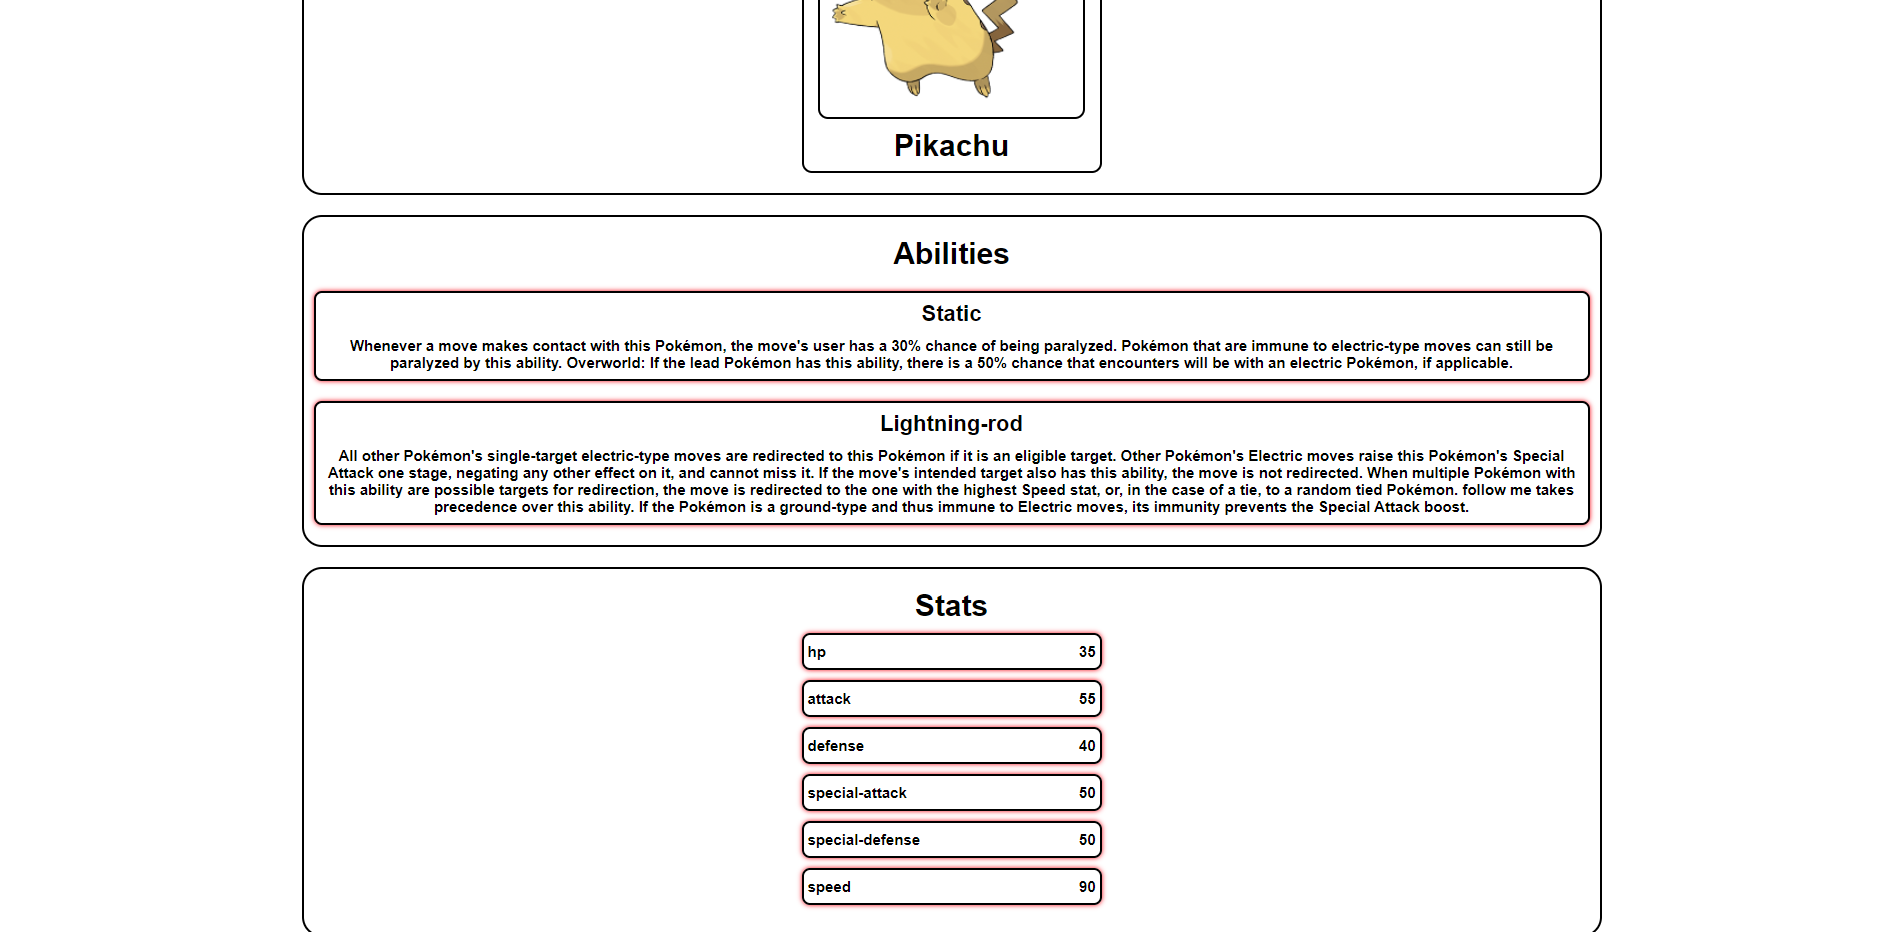 Pikachu
Abilities
Static
Whenever a move makes contact with this Pokémon, the move's user has a 30% chance of being paralyzed. Pokémon that are immune to electric-type moves can still be
paralyzed by this ability. Overworld: If the lead Pokémon has this ability, there is a 50% chance that encounters will be with an electric Pokémon, if applicable.
Lightning-rod
All other Pokémon's single-target electric-type moves are redirected to this Pokémon if it is an eligible target. Other Pokémon's Electric moves raise this Pokémon's Special
Attack one stage, negating any other effect on it, and cannot miss it. If the move's intended target also has this ability, the move is not redirected. When multiple Pokémon with
this ability are possible targets for redirection, the move is redirected to the one with the highest Speed stat, or, in the case of a tie, to a random tied Pokémon. follow me takes
precedence over this ability. If the Pokémon is a ground-type and thus immune to Electric moves, its immunity prevents the Special Attack boost.
Stats
hp 35
attack 55
defense 40
special-attack 50
special-defense 50
speed 90